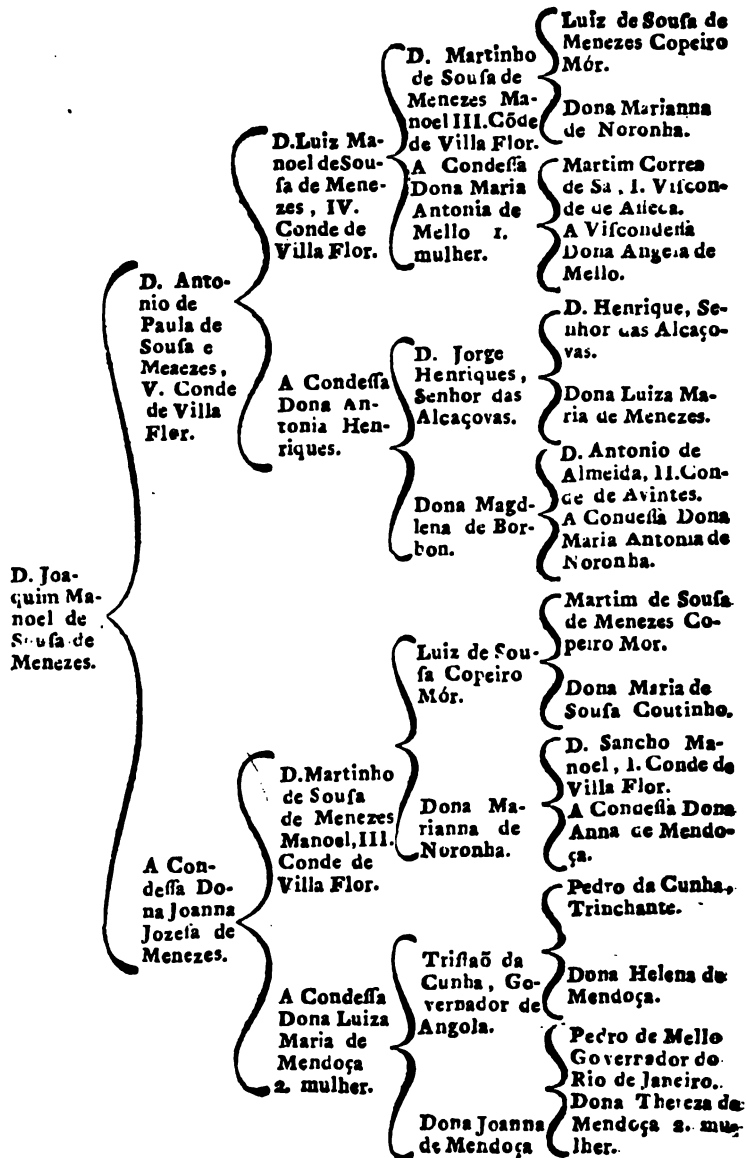 D. Joa-
quim Ma-
noel de
Sousa de
Menezes.
D. Anto-
nio de
Paula de
Souſa e
Menezes,
V. Conde
de Villa
Flor.
A Con-
deſſa Do-
na Joanna
Jozefa de
Menezes.
D.Luiz Ma-
noel deSou-
ſa de Mene-
zes, IV.
Conde de
Villa Flor.
A Condeſſa
Dona An-
tonia Hen-
riques.
D.Martinho
de Souſa
de Menezes
Manoel,III.
Conde de
Villa Flor.
A Condeſſa
Dona Luiza
Maria de
Mendoça
2. mulher.
D. Martinho
de Souſa de
Menezes Ma-
noel III.Cõde
de Villa Flor.
A Condeſſa
Dona Maria
Antonia de
Mello 1.
mulher.
D. Jorge
Henriques,
Senhor das
Alcaçovas.
Dona Magd-
lena de Bor-
bon.
Luiz de Sou-
ſa Copeiro
Mór.
Dona Ma-
rianna de
Noronha.
Triſtaõ da
Cunha, Go-
vernador de
Angola.
Dona Joanna
de Mendoça
Luiz de Souſa de
Menezes Copeiro
Mór.
Dona Marianna
de Noronha.
Martim Correa
de Sa, I. Viſcon-
de de Aſſeca.
A Viſcondeſſa
Dona Angela de
Mello.
D. Henrique, Se-
nhor das Alcaço-
vas.
Dona Luiza Ma-
ria de Menezes.
D. Antonio de
Almeida, II.Con-
de de Avintes.
A Condeſſa Dona
Maria Antonia de
Noronha.
Martim de Souſa
de Menezes Co-
peiro Mor.
Dona Maria de
Souſa Coutinho.
D. Sancho Ma-
noel, I. Conde de
Villa Flor.
A Condeſſa Dona
Anna de Mendo-
ça.
Pedro da Cunha,
Trinchante.
Dona Helena de
Mendoça.
Pedro de Mello
Governador do
Rio de Janeiro.
Dona Thereza de
Mendoça 2. mu-
lher.